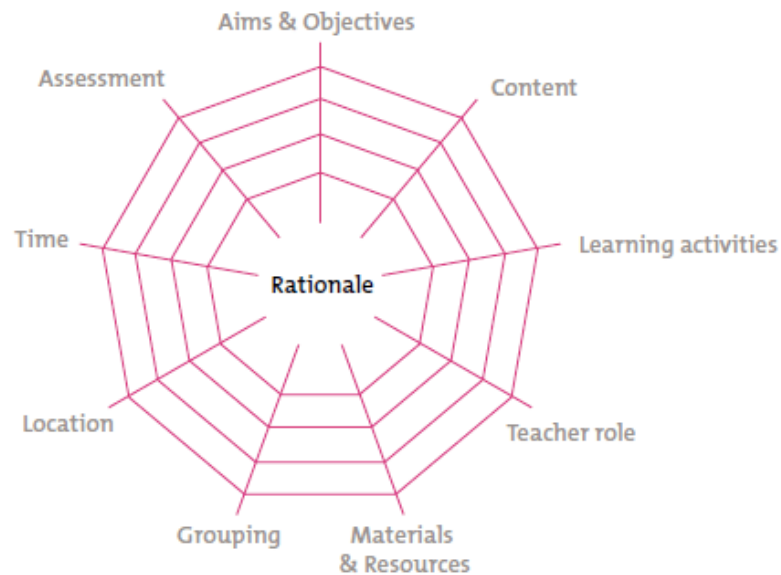 Aims & Objectives
Assessment
Content
Time
Learning activities
Rationale
Location
Teacher role
Grouping
Materials
& Resources